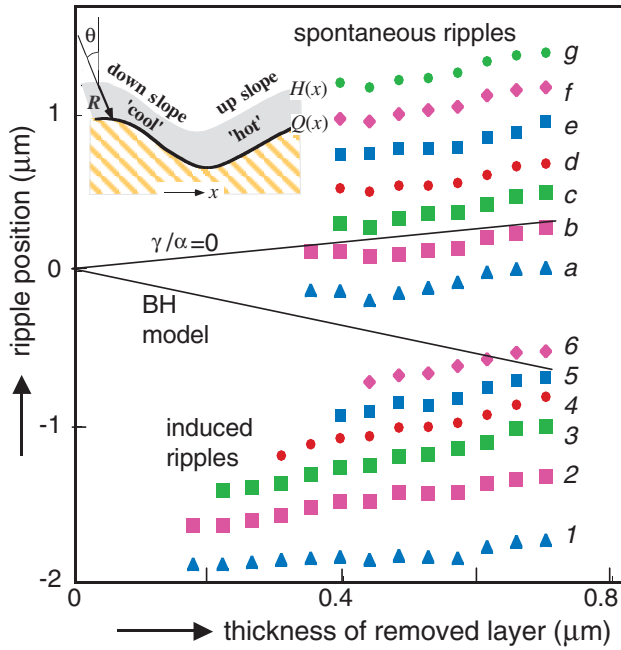 spontaneous ripples
θ
down slope
up slope
R
'cool'
'hot'
H(x)
Q(x)
x
g
f
e
d
c
b
a
γ/α=0
BH
model
6
5
4
3
2
1
induced
ripples
1
0
-1
-2
ripple position (μm)
0
0.4
0.8
thickness of removed layer (μm)